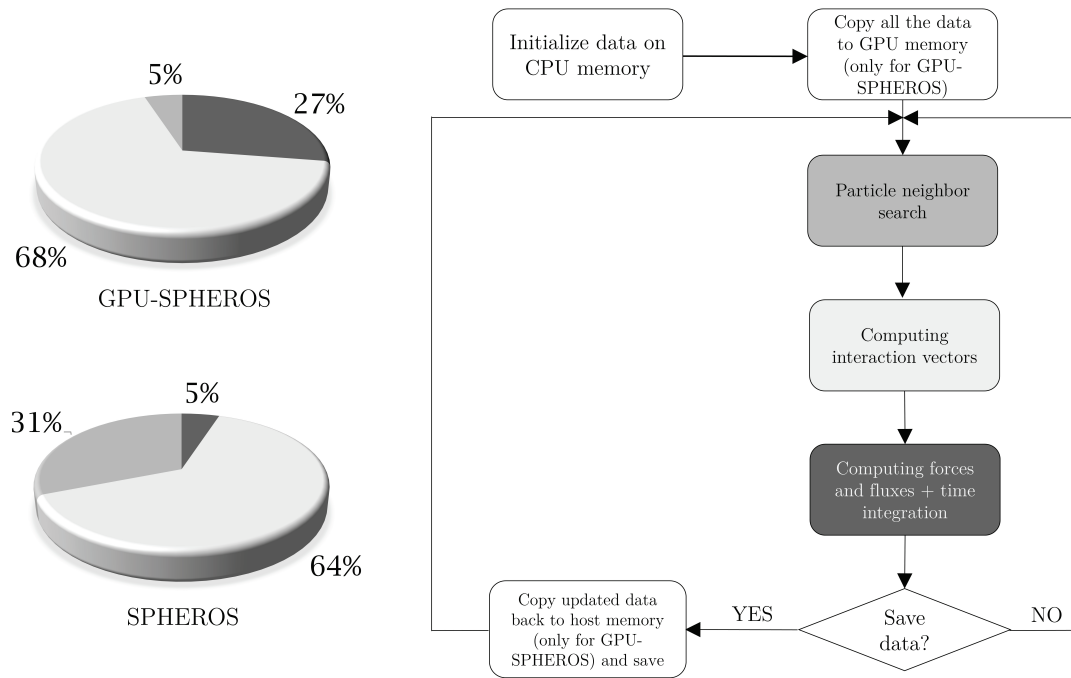 5%
27%
68%
GPU-SPHEROS
5%
31%
64%
SPHEROS
Initialize data on
CPU memory
Copy all the data
to GPU memory
(only for GPU-
SPHEROS)
Particle neighbor
search
Computing
interaction vectors
Computing forces
and fluxes + time
integration
Save
data?
YES
NO
Copy updated data
back to host memory
(only for GPU-
SPHEROS) and save